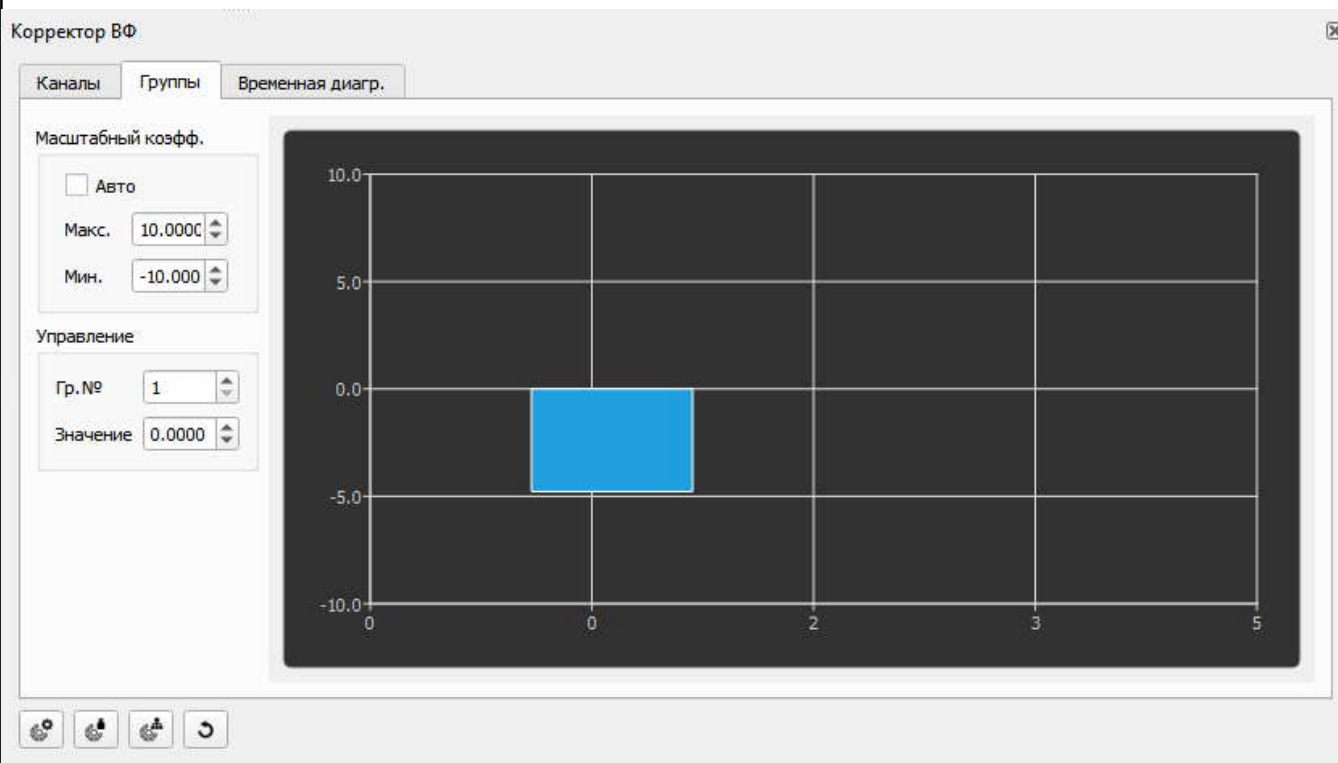 Корректор ВФ
Каналы Группы Временная диагр.
Масштабный коэфф.
Авто
Макс. 10.0000
Мин. -10.000
Управление
Гр.№ 1
Значение 0.0000
10.0
5.0
0.0
-5.0
-10.0
0 0 2 3 5